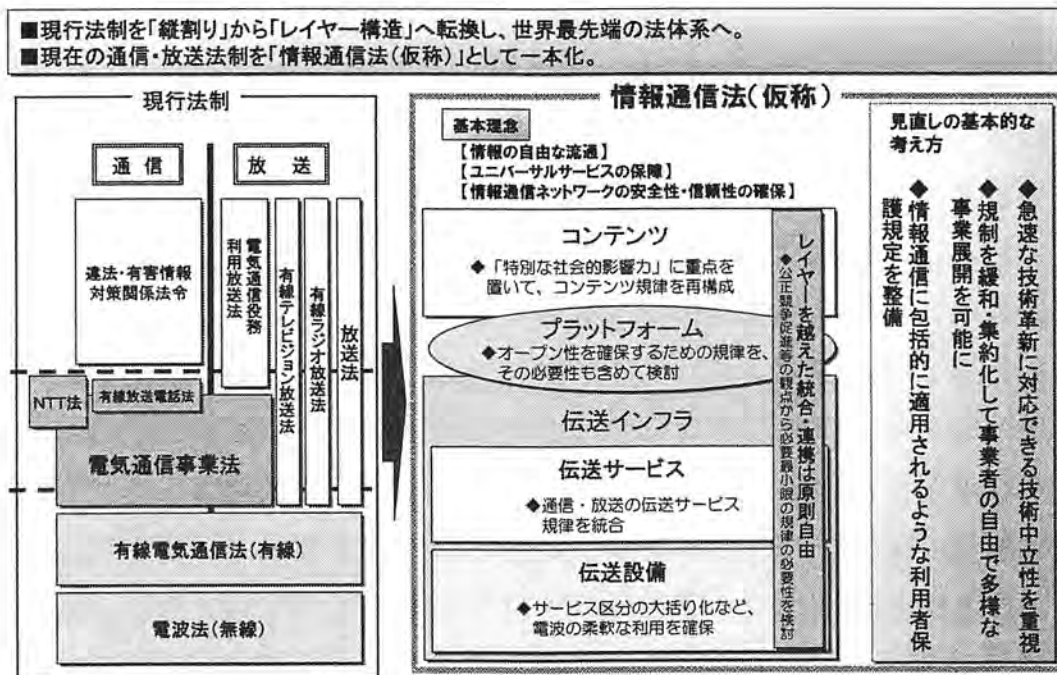 ■現行法制を「縦割り」から「レイヤー構造」へ転換し、世界最先端の法体系へ。
■現在の通信・放送法制を「情報通信法(仮称)」として一本化。
現行法制
通信
放送
違法・有害情報
対策関係法令
電気通信役務
利用放送法
有線テレビジョン放送法
有線ラジオ放送法
放送法
NTT法
有線放送電話法
電気通信事業法
有線電気通信法(有線)
電波法(無線)
情報通信法(仮称)
基本理念
【情報の自由な流通】
【ユニバーサルサービスの保障】
【情報通信ネットワークの安全性・信頼性の確保】
コンテンツ
◆「特別な社会的影響力」に重点を
置いて、コンテンツ規律を再構成
プラットフォーム
◆オープン性を確保するための規律を、
その必要性も含めて検討
伝送インフラ
伝送サービス
◆通信・放送の伝送サービス
規律を統合
伝送設備
◆サービス区分の大括り化など、
電波の柔軟な利用を確保
レイヤーを越えた統合・連携は原則自由
◆公正競争促進等の観点から必要最小限の規律の必要性を検討
見直しの基本的な
考え方
◆急速な技術革新に対応できる技術中立性を重視
◆規制を緩和・集約化して事業者の自由で多様な
事業展開を可能に
◆情報通信に包括的に適用されるような利用者保
護規定を整備